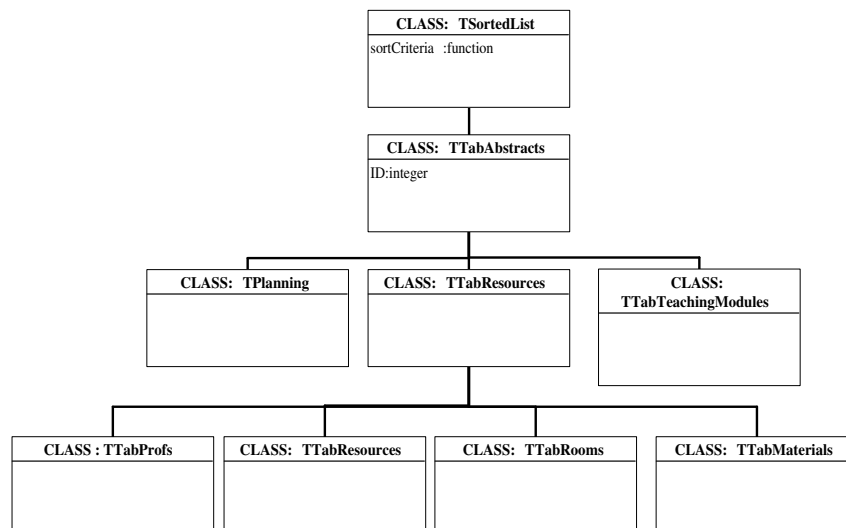 CLASS: TSortedList
sortCriteria :function
CLASS: TTabAbstracts
ID:integer
CLASS: TPlanning
CLASS: TTabResources
CLASS:
TTabTeachingModules
CLASS : TTabProfs
CLASS: TTabResources
CLASS: TTabRooms
CLASS: TTabMaterials